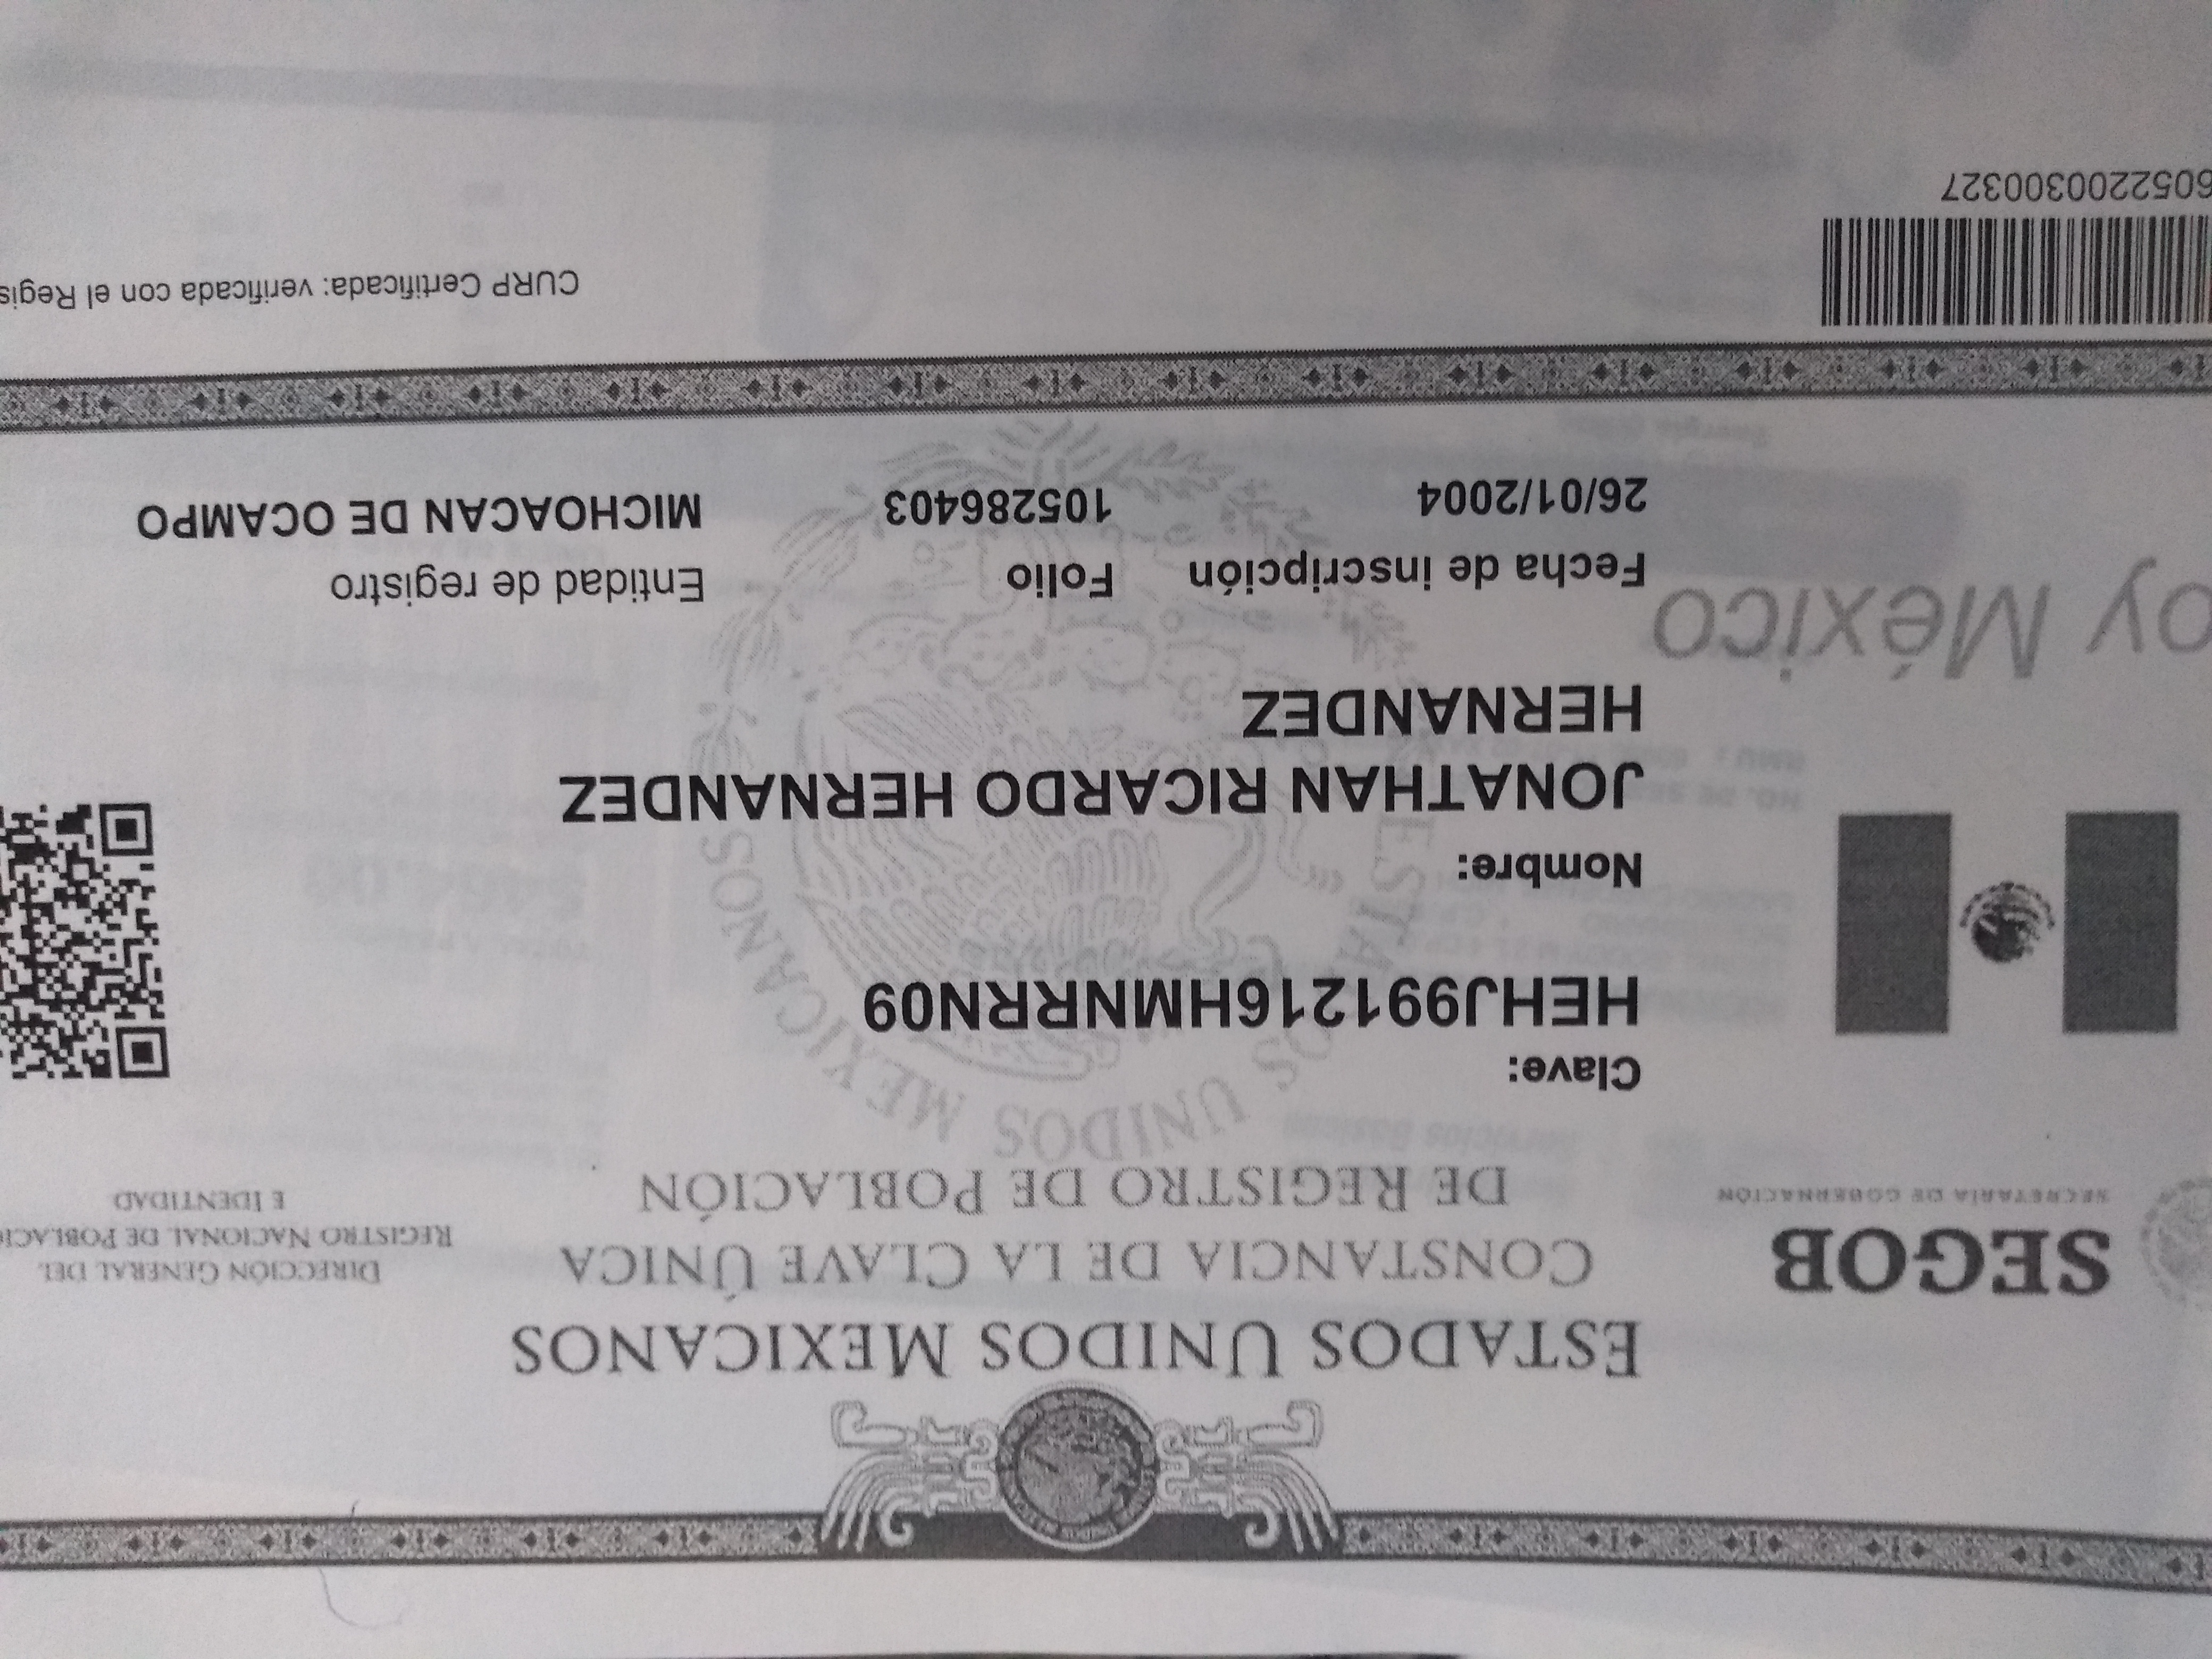 ESTADOS UNIDOS MEXICANOS
SEGOB
SECRETARÍA DE GOBERNACIÓN
CONSTANCIA DE LA CLAVE ÚNICA
DE REGISTRO DE POBLACIÓN
DIRECCIÓN GENERAL DEL
REGISTRO NACIONAL DE POBLACI
E IDENTIDAD
ESTADOS UNIDOS MEXICANOS
Servicios Básicos
Clave:
HEHJ991216HMNRRN09
Nombre:
JONATHAN RICARDO HERNANDEZ
HERNANDEZ
oy México
Fecha de inscripción
Folio
Entidad de registro
26/01/2004
105286403
MICHOACAN DE OCAMPO
6052200300327
CURP Certificada: verificada con el Regis